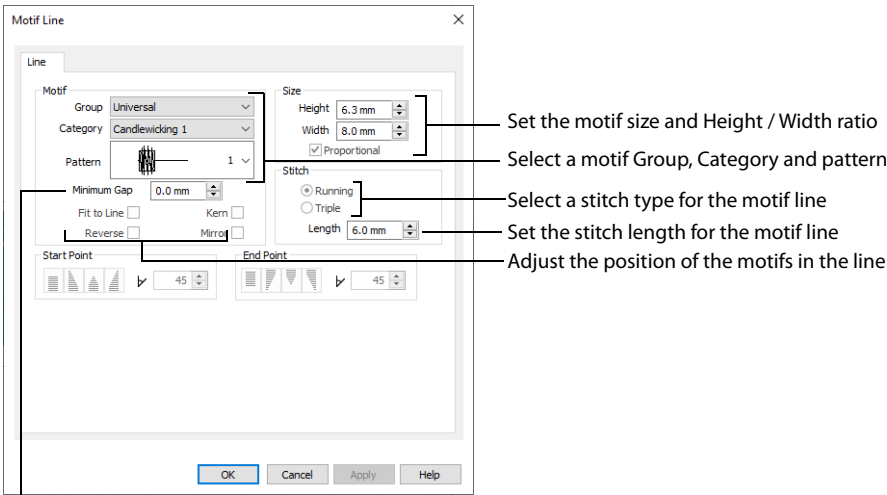 Motif Line
Line
Motif
Group Universal
Category Candlewicking 1
Pattern 1
Minimum Gap 0.0 mm
Fit to Line Kern
Reverse Mirror
Size
Height 6.3 mm
Width 8.0 mm
Proportional
Stitch
Running
Triple
Length 6.0 mm
Start Point
45
End Point
45
OK Cancel Apply Help
Set the motif size and Height / Width ratio
Select a motif Group, Category and pattern
Select a stitch type for the motif line
Set the stitch length for the motif line
Adjust the position of the motifs in the line